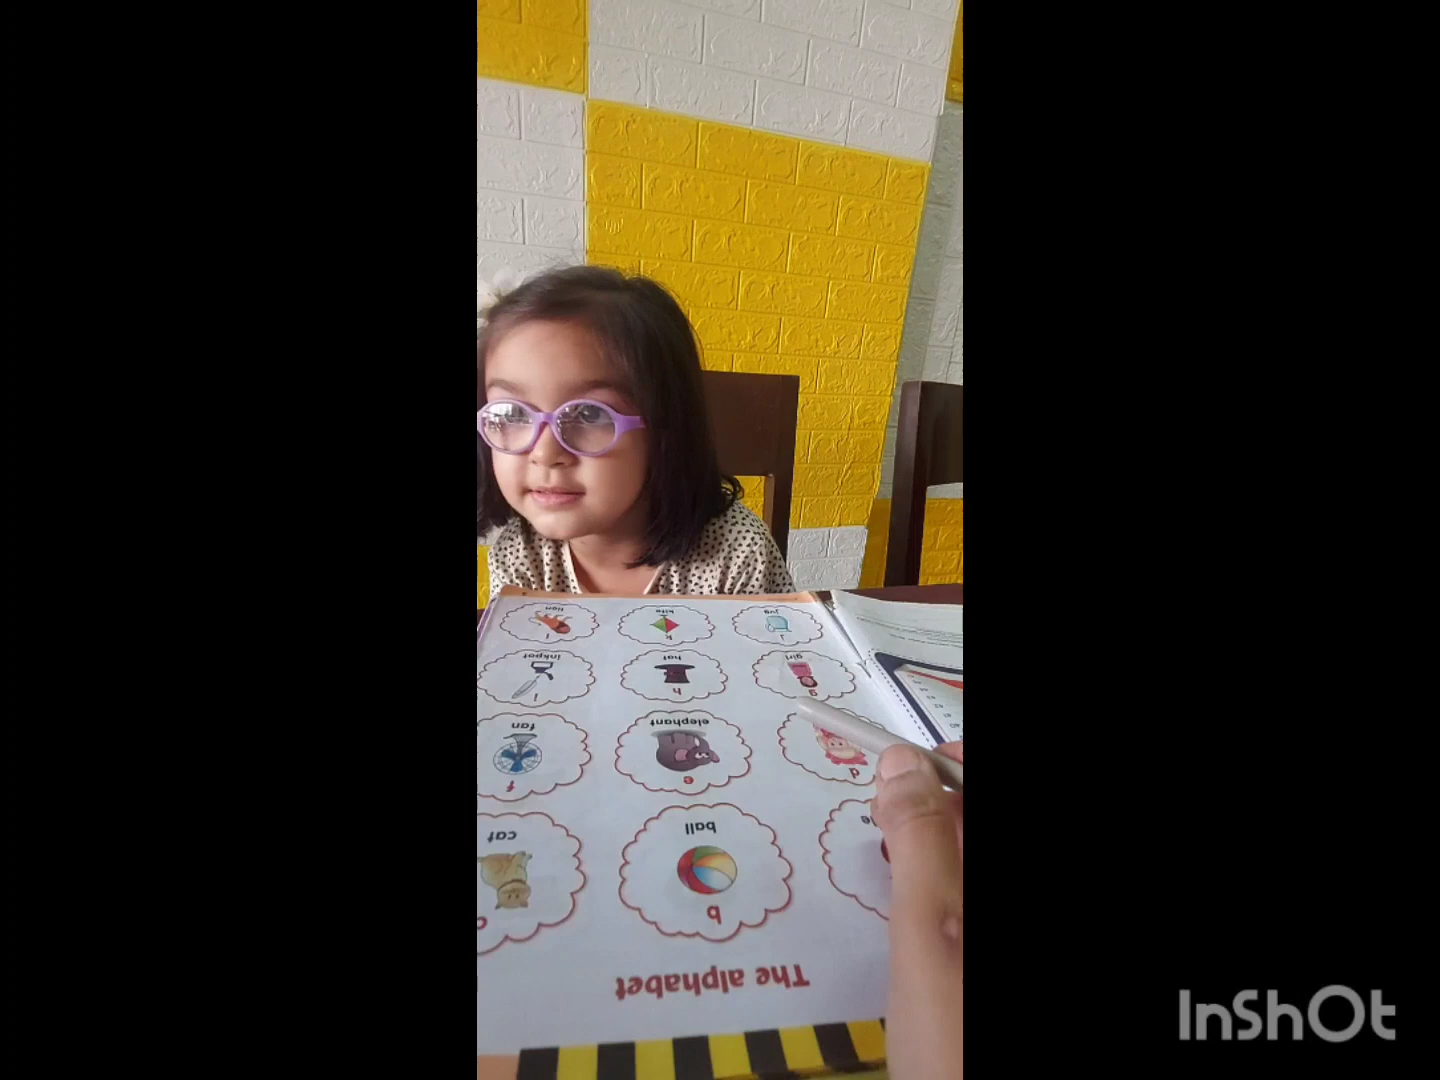 The alphabet
b
ball
c
cat
d
e
elephant
f
fan
g
girl
h
hat
i
inkpot
j
jug
k
kite
l
lion
InShOt